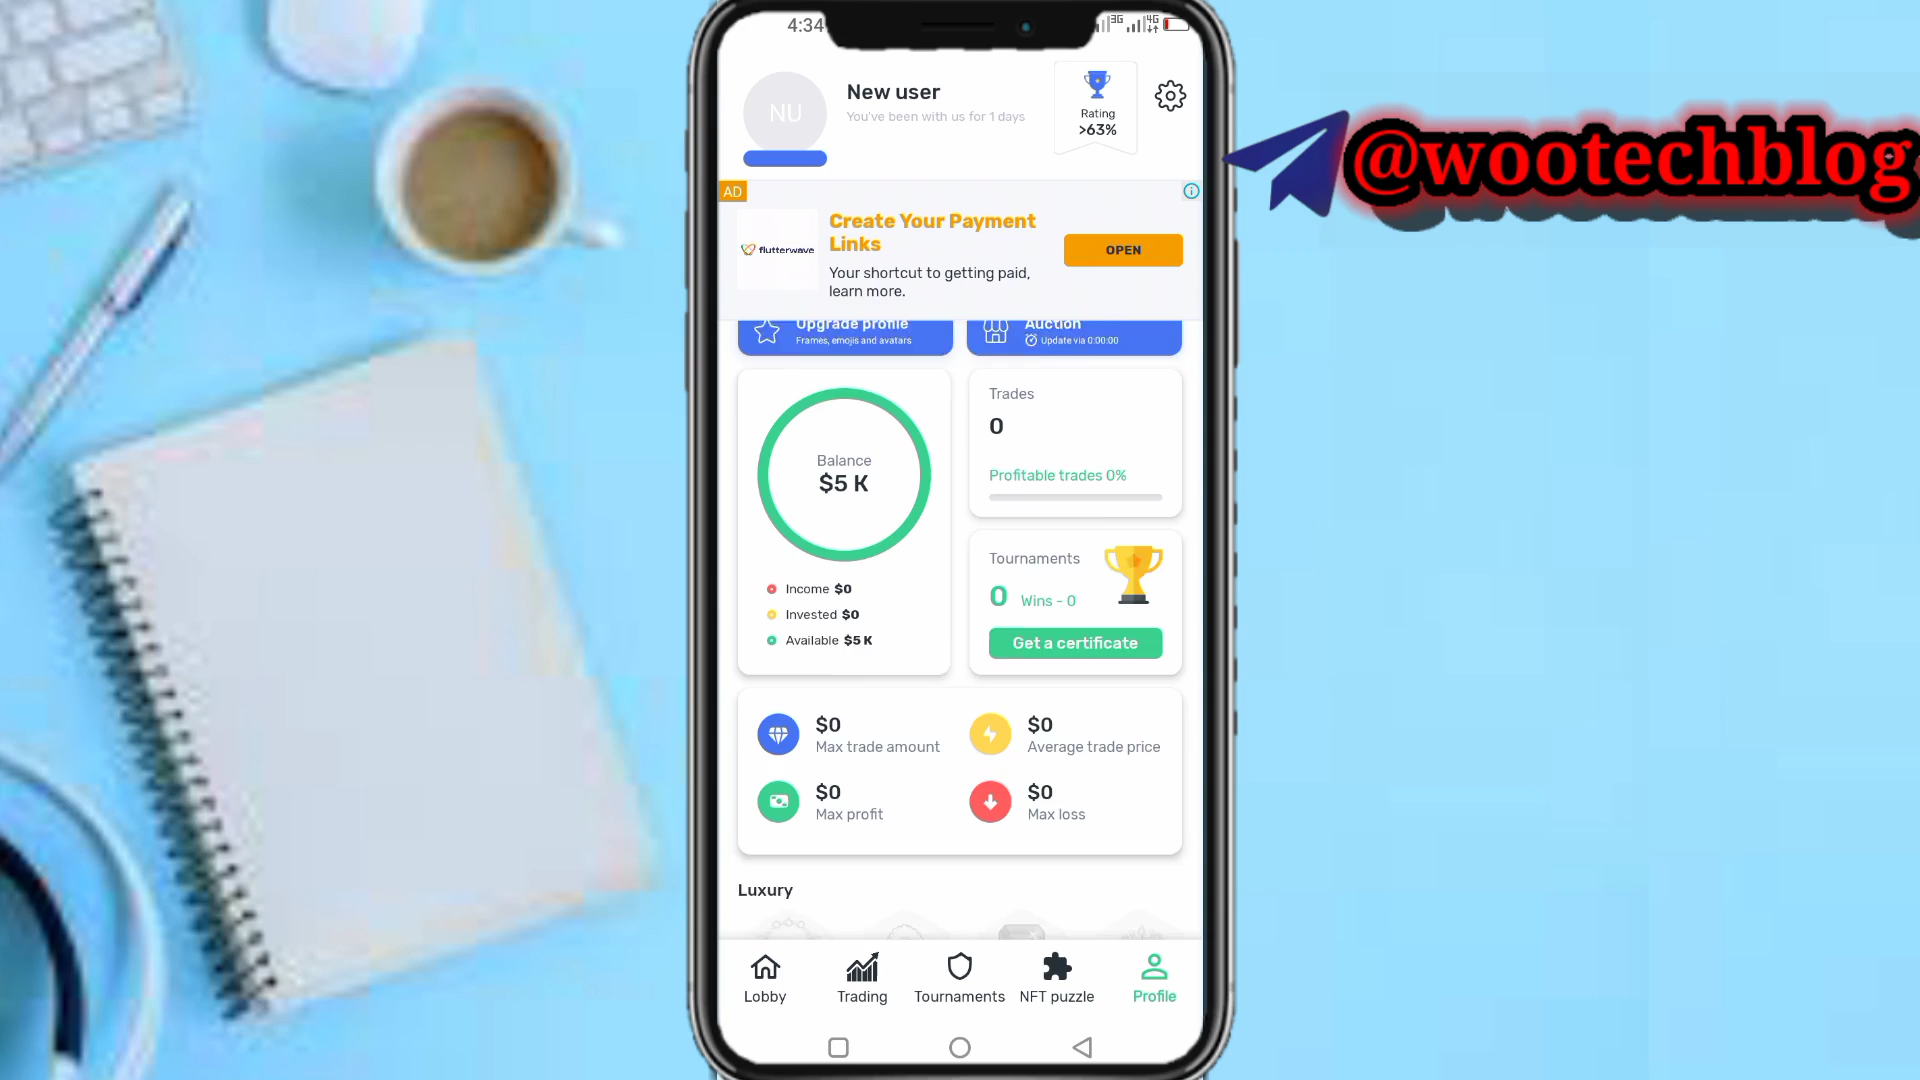 4:34
3G
4G
@wootechblog
NU
New user
You've been with us for 1 days
Rating
>63%
AD
flutterwave
Create Your Payment
Links
Your shortcut to getting paid,
learn more.
OPEN
Upgrade profile
Frames, emojis and avatars
Auction
Update via 0:00:00
Balance
$5 K
Income $0
Invested $0
Available $5 K
Trades
0
Profitable trades 0%
Tournaments
0 Wins - 0
Get a certificate
$0
Max trade amount
$0
Average trade price
$0
Max profit
$0
Max loss
Luxury
Lobby
Trading
Tournaments
NFT puzzle
Profile